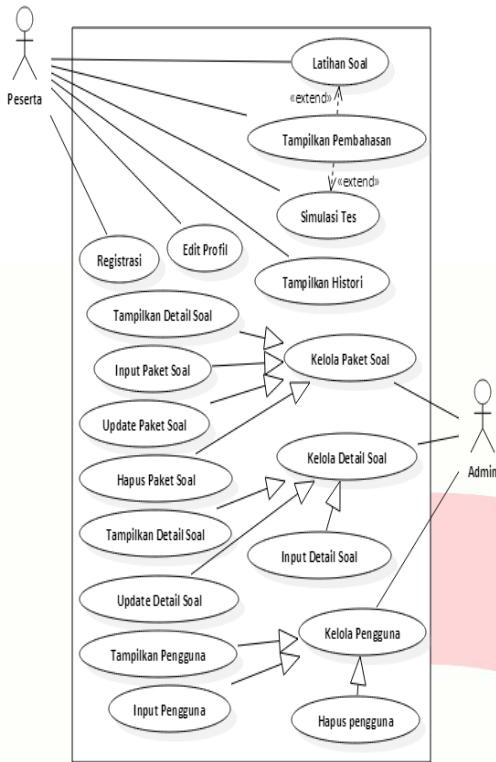 Latihan Soal
«extend»
Peserta
Tampilkan Pembahasan
«extend»
Simulasi Tes
Edit Profil
Registrasi
Tampilkan Histori
Tampilkan Detail Soal
Kelola Paket Soal
Input Paket Soal
Update Paket Soal
Kelola Detail Soal
Admin
Hapus Paket Soal
Tampilkan Detail Soal
Input Detail Soal
Update Detail Soal
Kelola Pengguna
Tampilkan Pengguna
Input Pengguna
Hapus pengguna